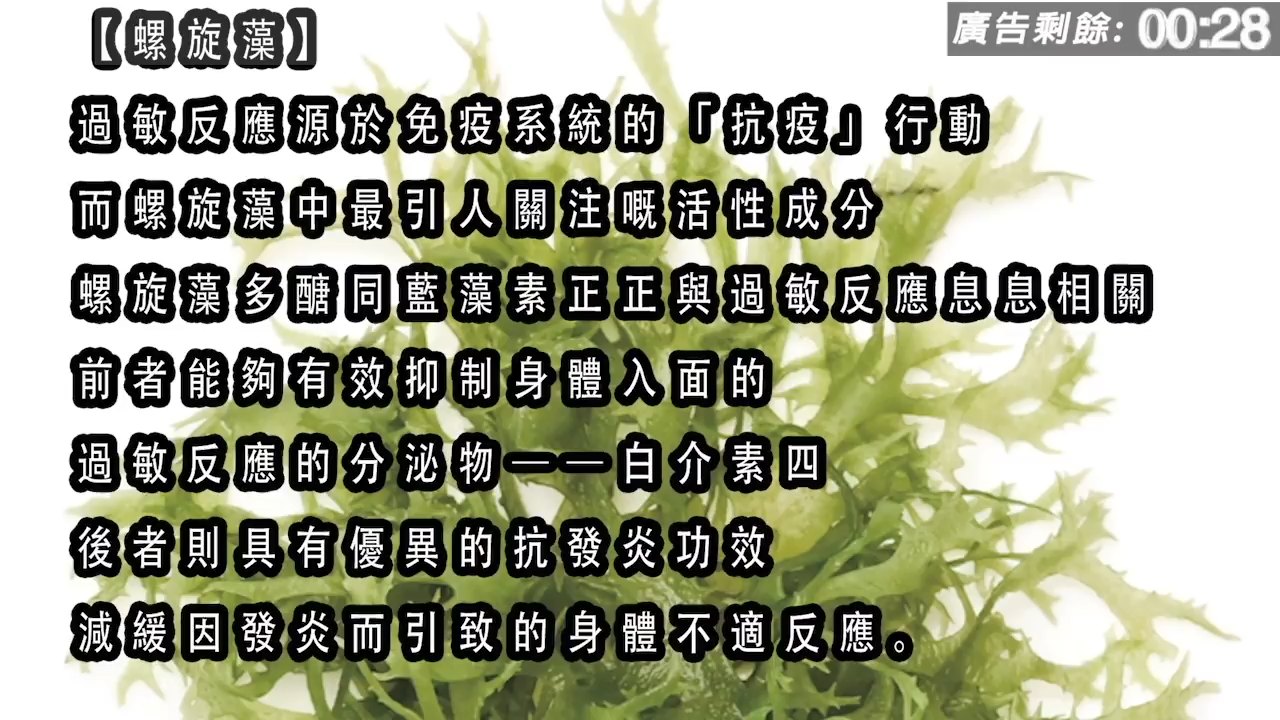 【螺旋藻】
廣告剩餘: 00:28
過敏反應源於免疫系統的『抗疫』行動
而螺旋藻中最引人關注嘅活性成分
螺旋藻多醣同藍藻素正正與過敏反應息息相關
前者能夠有效抑制身體入面的
過敏反應的分泌物——白介素四
後者則具有優異的抗發炎功效
減緩因發炎而引致的身體不適反應。